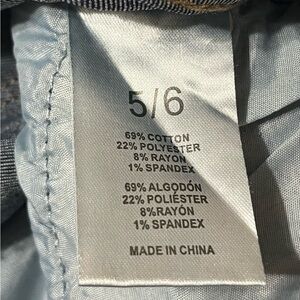 5/6
69% COTTON
22% POLYESTER
8% RAYON
1% SPANDEX
69% ALGODÓN
22% POLIÉSTER
8%RAYÓN
1% SPANDEX
MADE IN CHINA